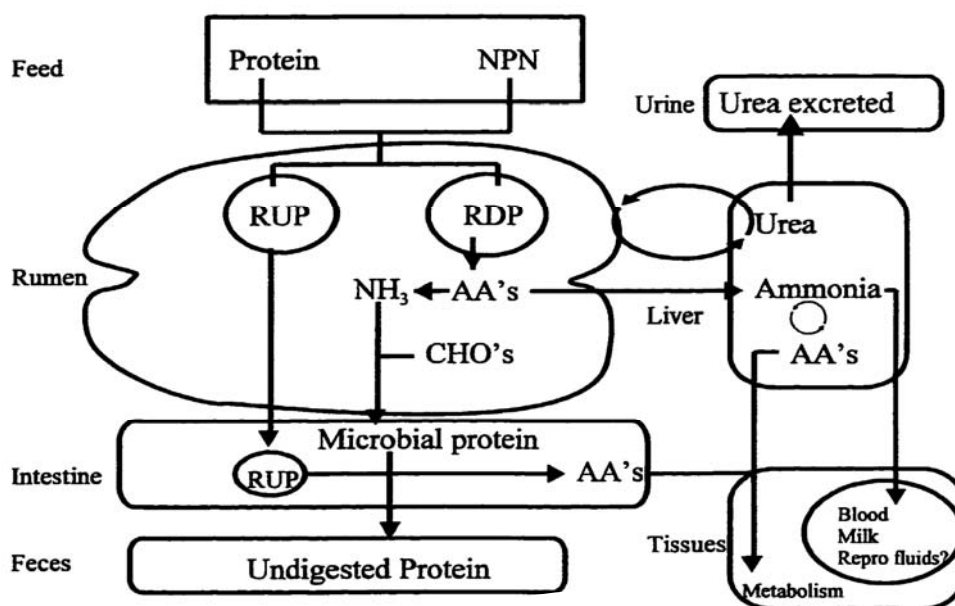 Feed
Protein
NPN
Urine
Urea excreted
RUP
RDP
Urea
Rumen
NH₃
AA's
Ammonia
Liver
CHO's
AA's
Microbial protein
Intestine
RUP
AA's
Blood
Milk
Repro fluids?
Tissues
Feces
Undigested Protein
Metabolism